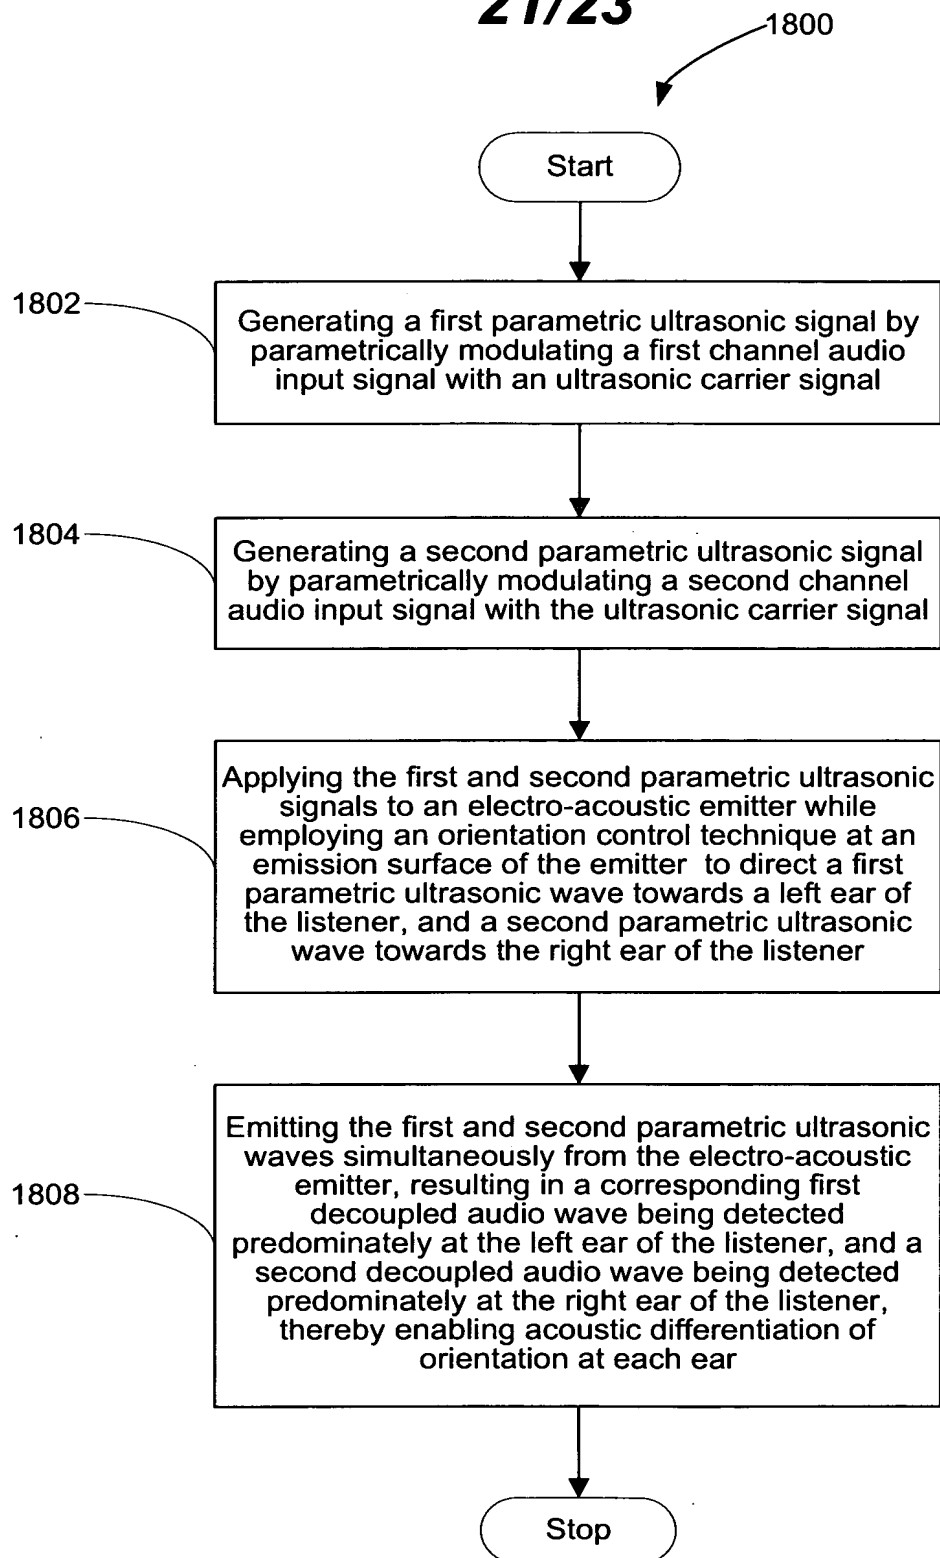 21/23
1800
Start
1802
Generating a first parametric ultrasonic signal by
parametrically modulating a first channel audio
input signal with an ultrasonic carrier signal
1804
Generating a second parametric ultrasonic signal
by parametrically modulating a second channel
audio input signal with the ultrasonic carrier signal
1806
Applying the first and second parametric ultrasonic
signals to an electro-acoustic emitter while
employing an orientation control technique at an
emission surface of the emitter to direct a first
parametric ultrasonic wave towards a left ear of
the listener, and a second parametric ultrasonic
wave towards the right ear of the listener
1808
Emitting the first and second parametric ultrasonic
waves simultaneously from the electro-acoustic
emitter, resulting in a corresponding first
decoupled audio wave being detected
predominately at the left ear of the listener, and a
second decoupled audio wave being detected
predominately at the right ear of the listener,
thereby enabling acoustic differentiation of
orientation at each ear
Stop